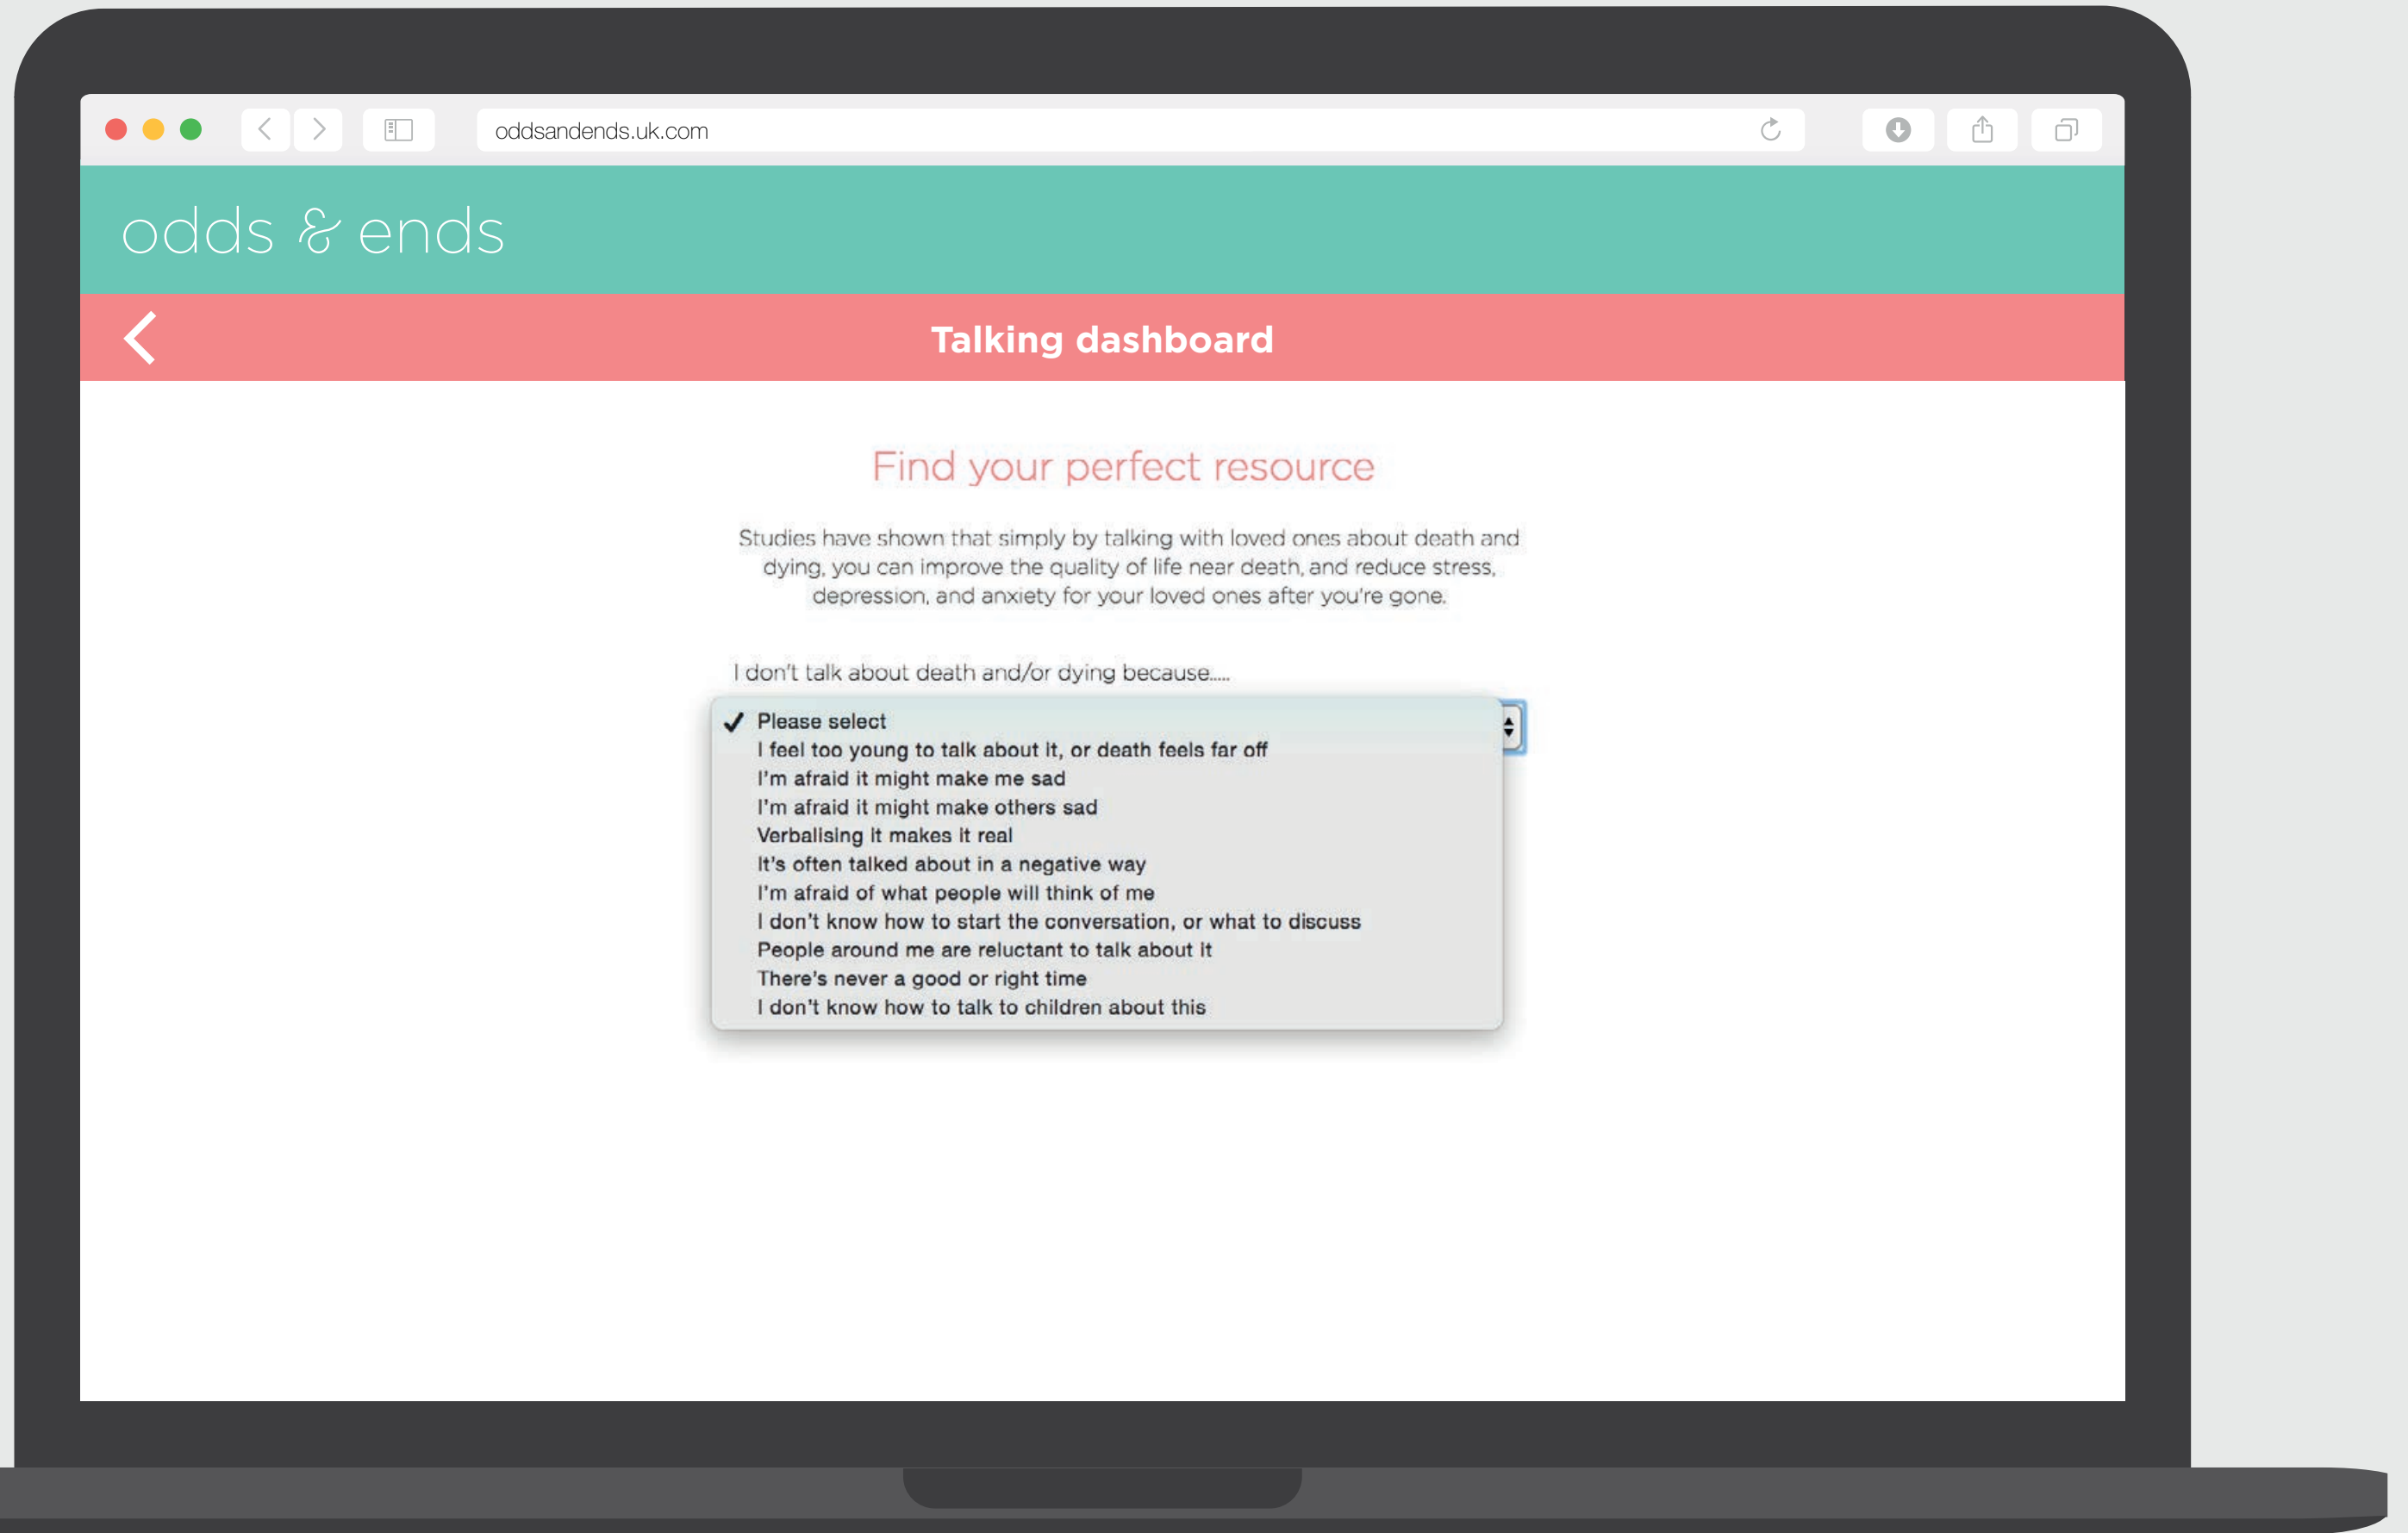 oddsandends.uk.com
odds & ends
Talking dashboard
Find your perfect resource
Studies have shown that simply by talking with loved ones about death and
dying, you can improve the quality of life near death, and reduce stress,
depression, and anxiety for your loved ones after you're gone.
I don't talk about death and/or dying because.....
Please select
I feel too young to talk about it, or death feels far off
I'm afraid it might make me sad
I'm afraid it might make others sad
Verbalising it makes it real
It's often talked about in a negative way
I'm afraid of what people will think of me
I don't know how to start the conversation, or what to discuss
People around me are reluctant to talk about it
There's never a good or right time
I don't know how to talk to children about this